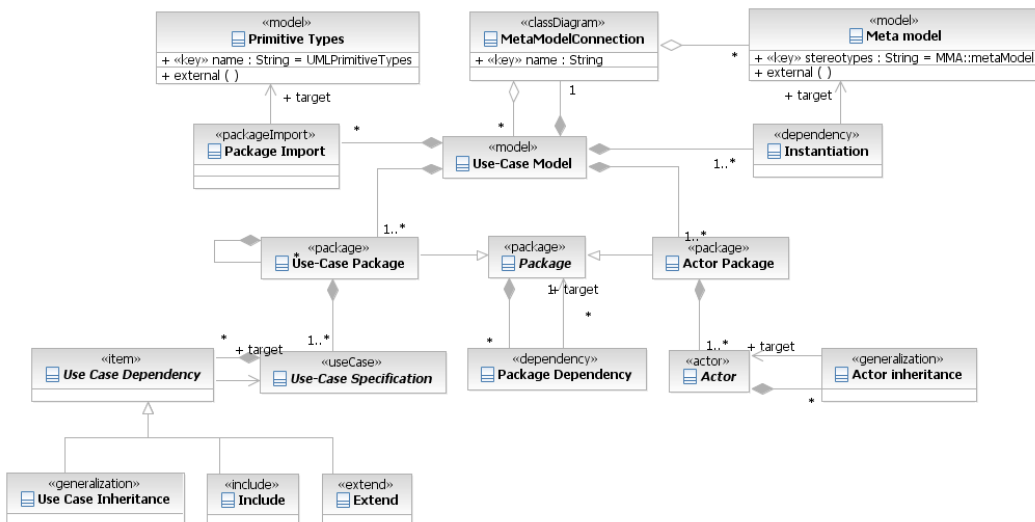 «model»
Primitive Types
+ «key» name : String = UMLPrimitiveTypes
+ external ( )
«classDiagram»
MetaModelConnection
+ «key» name : String
«model»
Meta model
+ «key» stereotypes : String = MMA::metaModel
+ external ( )
*
+ target
1
+ target
«packageImport»
Package Import
*
*
«model»
Use-Case Model
«dependency»
Instantiation
1..*
1..*
1..*
«package»
Use-Case Package
*
«package»
Package
«package»
Actor Package
1
+ target
*
*
1..*
1..*
*
+ target
+ target
«item»
Use Case Dependency
«useCase»
Use-Case Specification
«dependency»
Package Dependency
«actor»
Actor
«generalization»
Actor inheritance
*
«generalization»
Use Case Inheritance
«include»
Include
«extend»
Extend